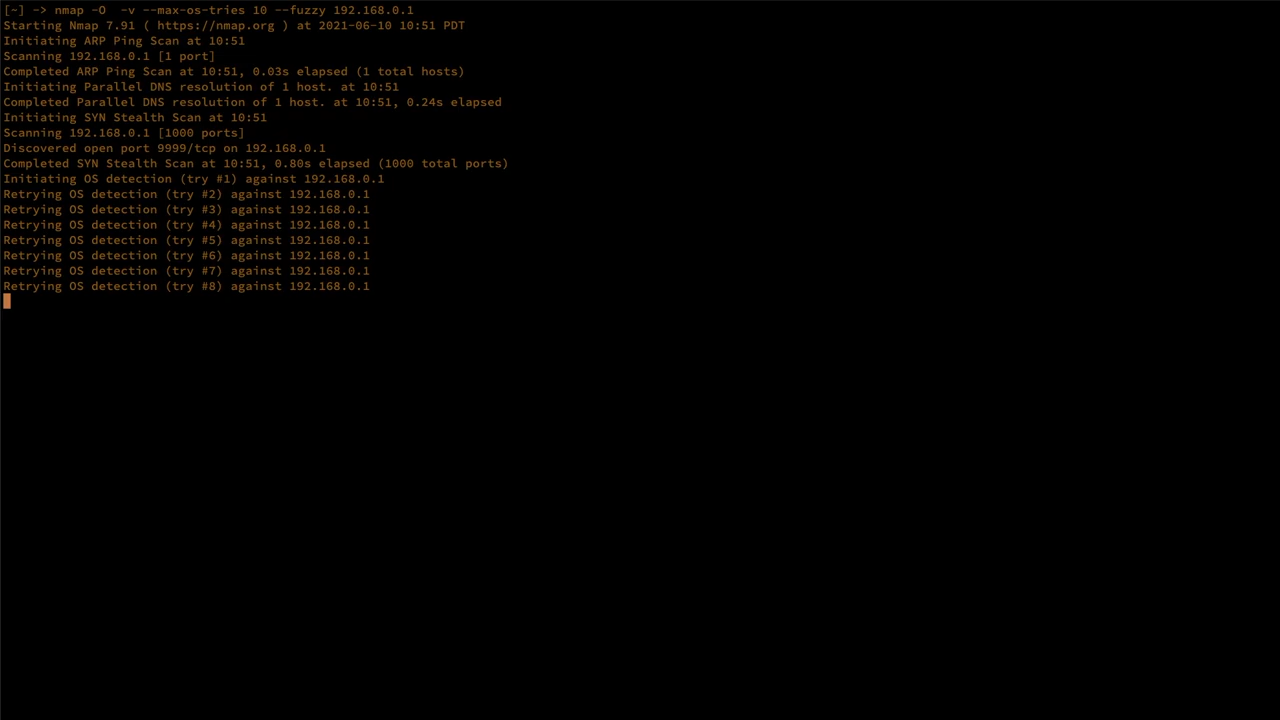 [~] -> nmap -O  -v --max-os-tries 10 --fuzzy 192.168.0.1
Starting Nmap 7.91 ( https://nmap.org ) at 2021-06-10 10:51 PDT
Initiating ARP Ping Scan at 10:51
Scanning 192.168.0.1 [1 port]
Completed ARP Ping Scan at 10:51, 0.03s elapsed (1 total hosts)
Initiating Parallel DNS resolution of 1 host. at 10:51
Completed Parallel DNS resolution of 1 host. at 10:51, 0.24s elapsed
Initiating SYN Stealth Scan at 10:51
Scanning 192.168.0.1 [1000 ports]
Discovered open port 9999/tcp on 192.168.0.1
Completed SYN Stealth Scan at 10:51, 0.80s elapsed (1000 total ports)
Initiating OS detection (try #1) against 192.168.0.1
Retrying OS detection (try #2) against 192.168.0.1
Retrying OS detection (try #3) against 192.168.0.1
Retrying OS detection (try #4) against 192.168.0.1
Retrying OS detection (try #5) against 192.168.0.1
Retrying OS detection (try #6) against 192.168.0.1
Retrying OS detection (try #7) against 192.168.0.1
Retrying OS detection (try #8) against 192.168.0.1